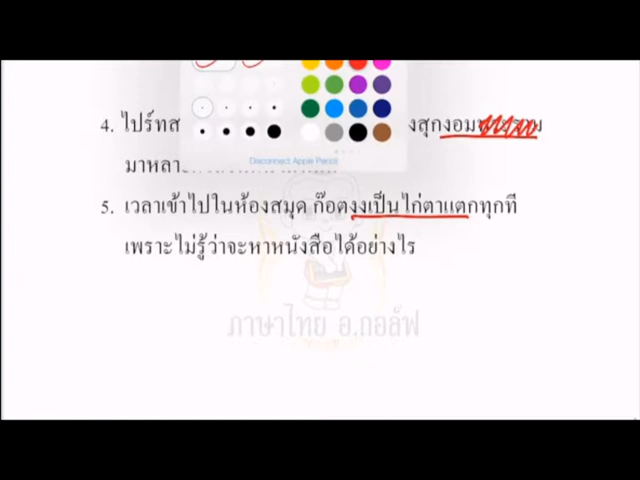 Disconnect Apple Pencil
4. ไปร์ทส งสุกงอม
มาหลา
5. เวลาเข้าไปในห้องสมุด ก๊อตงงเป็นไก่ตาแตกทุกที
เพราะไม่รู้ว่าจะหาหนังสือได้อย่างไร
ภาษาไทย อ.กอล์ฟ